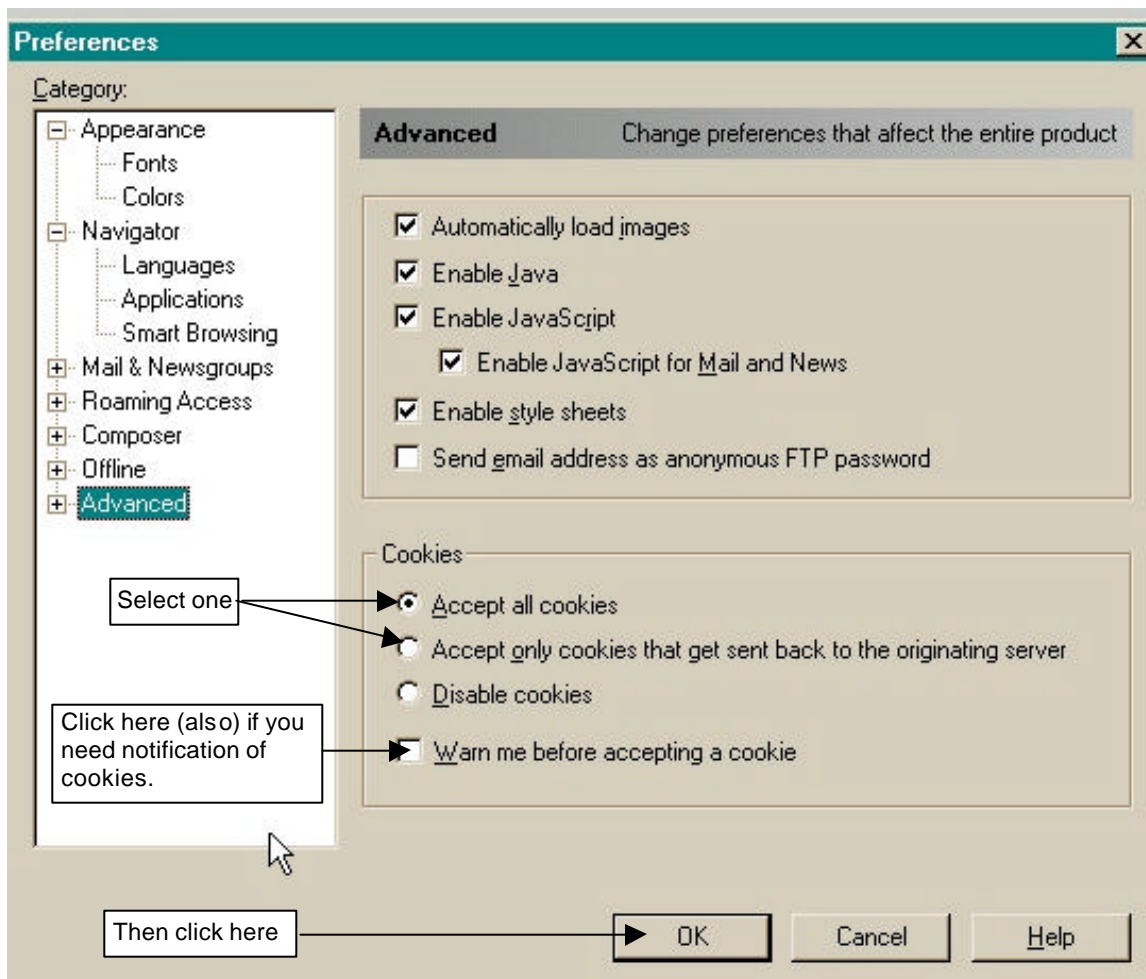 Preferences
Category:
Appearance
Fonts
Colors
Navigator
Languages
Applications
Smart Browsing
Mail & Newsgroups
Roaming Access
Composer
Offline
Advanced
Advanced Change preferences that affect the entire product
Automatically load images
Enable Java
Enable JavaScript
Enable JavaScript for Mail and News
Enable style sheets
Send email address as anonymous FTP password
Cookies
Select one
Accept all cookies
Accept only cookies that get sent back to the originating server
Disable cookies
Click here (also) if you
need notification of
cookies.
Warn me before accepting a cookie
Then click here
OK Cancel Help